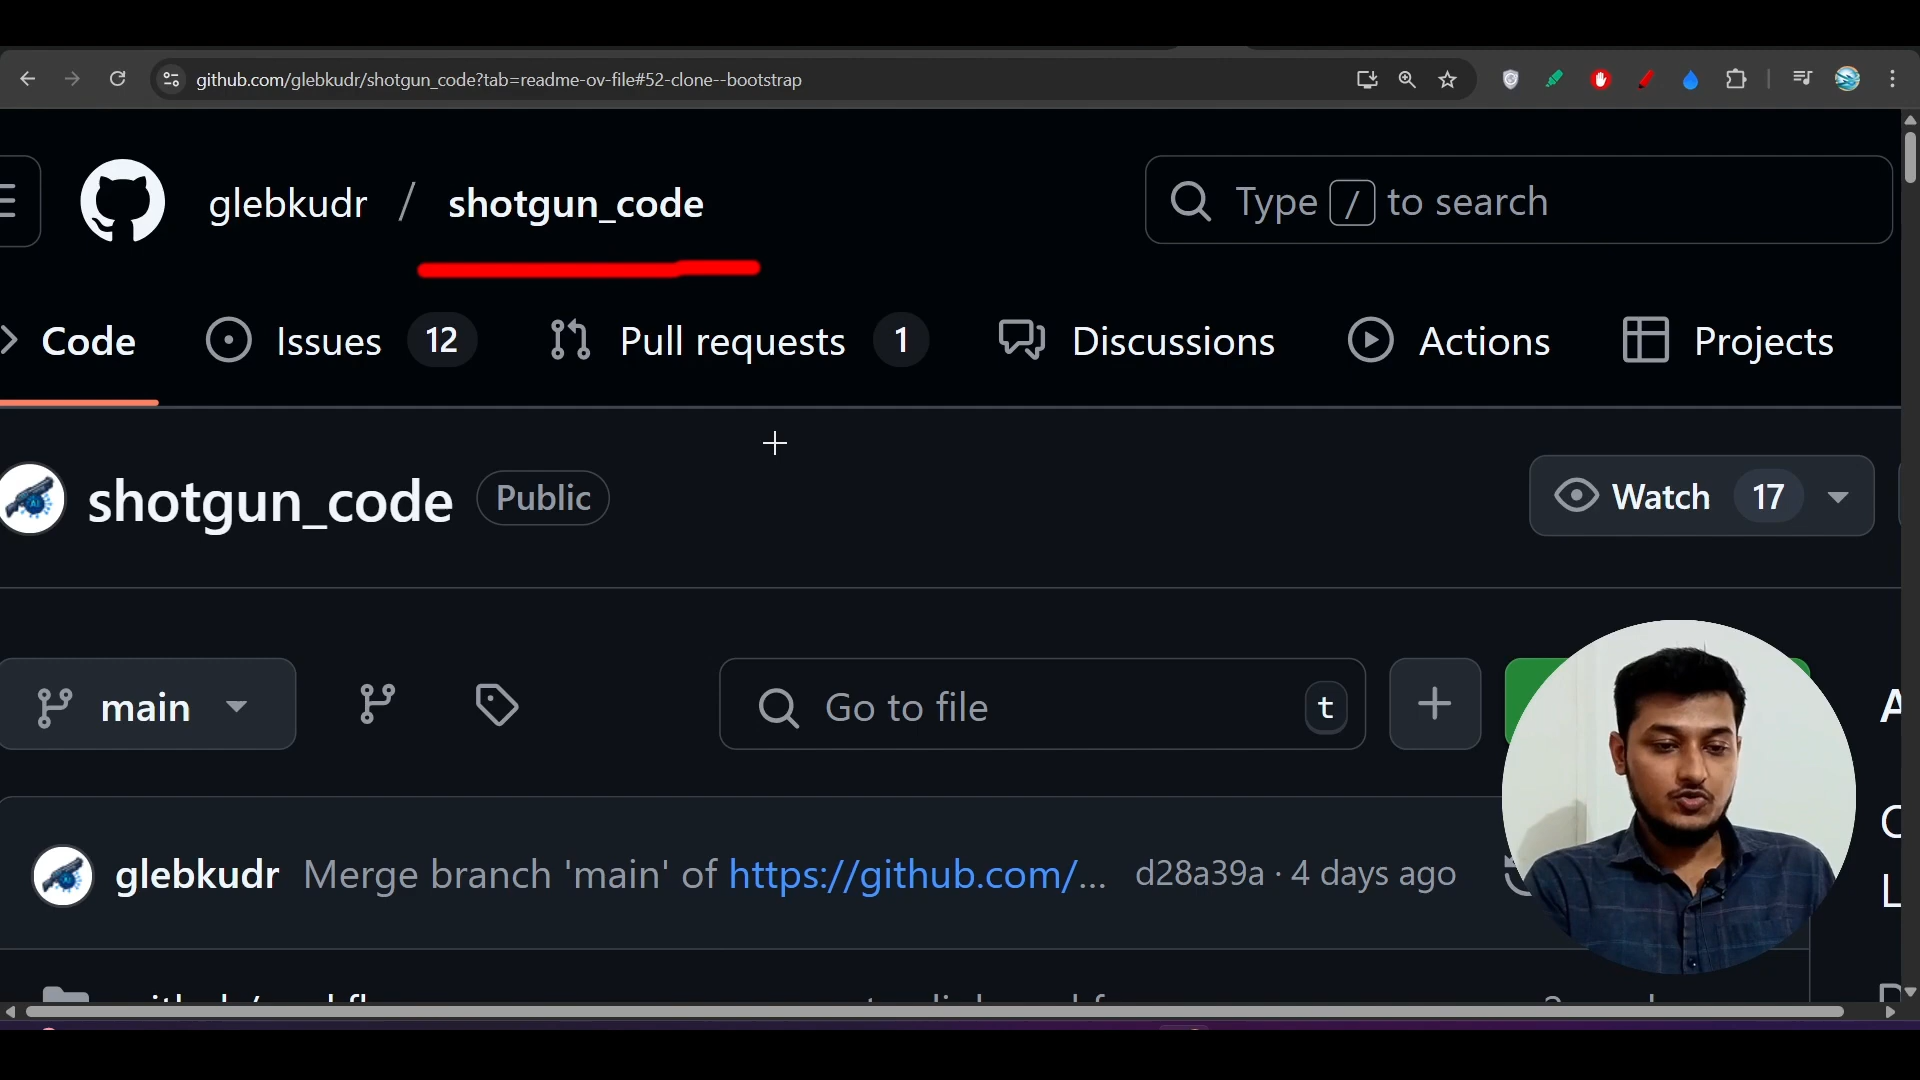 github.com/glebkudr/shotgun_code?tab=readme-ov-file#52-clone--bootstrap
glebkudr / shotgun_code
Type / to search
Code
Issues 12
Pull requests 1
Discussions
Actions
Projects
shotgun_code Public
Watch 17
main
Go to file t
glebkudr Merge branch 'main' of https://github.com/... d28a39a · 4 days ago